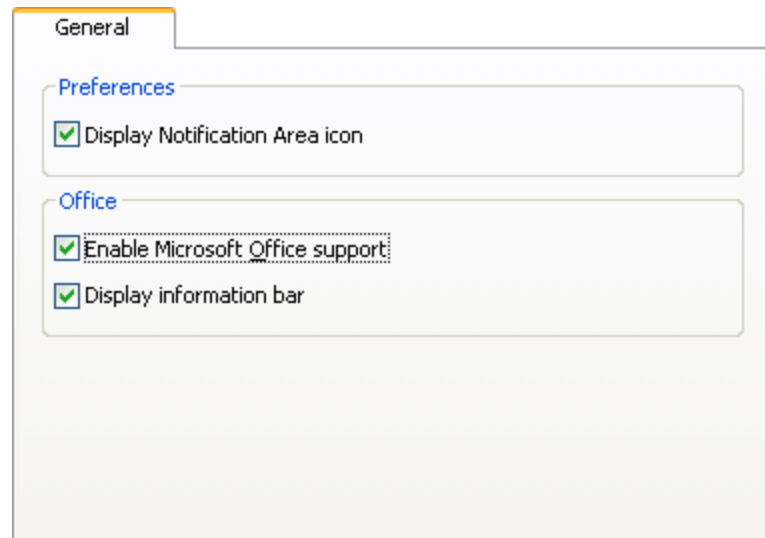 General
Preferences
Display Notification Area icon
Office
Enable Microsoft Office support
Display information bar